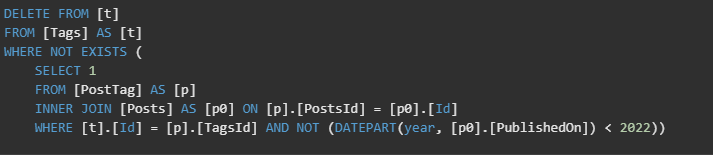 DELETE FROM [t]
FROM [Tags] AS [t]
WHERE NOT EXISTS (
    SELECT 1
    FROM [PostTag] AS [p]
    INNER JOIN [Posts] AS [p0] ON [p].[PostsId] = [p0].[Id]
    WHERE [t].[Id] = [p].[TagsId] AND NOT (DATEPART(year, [p0].[PublishedOn]) < 2022))